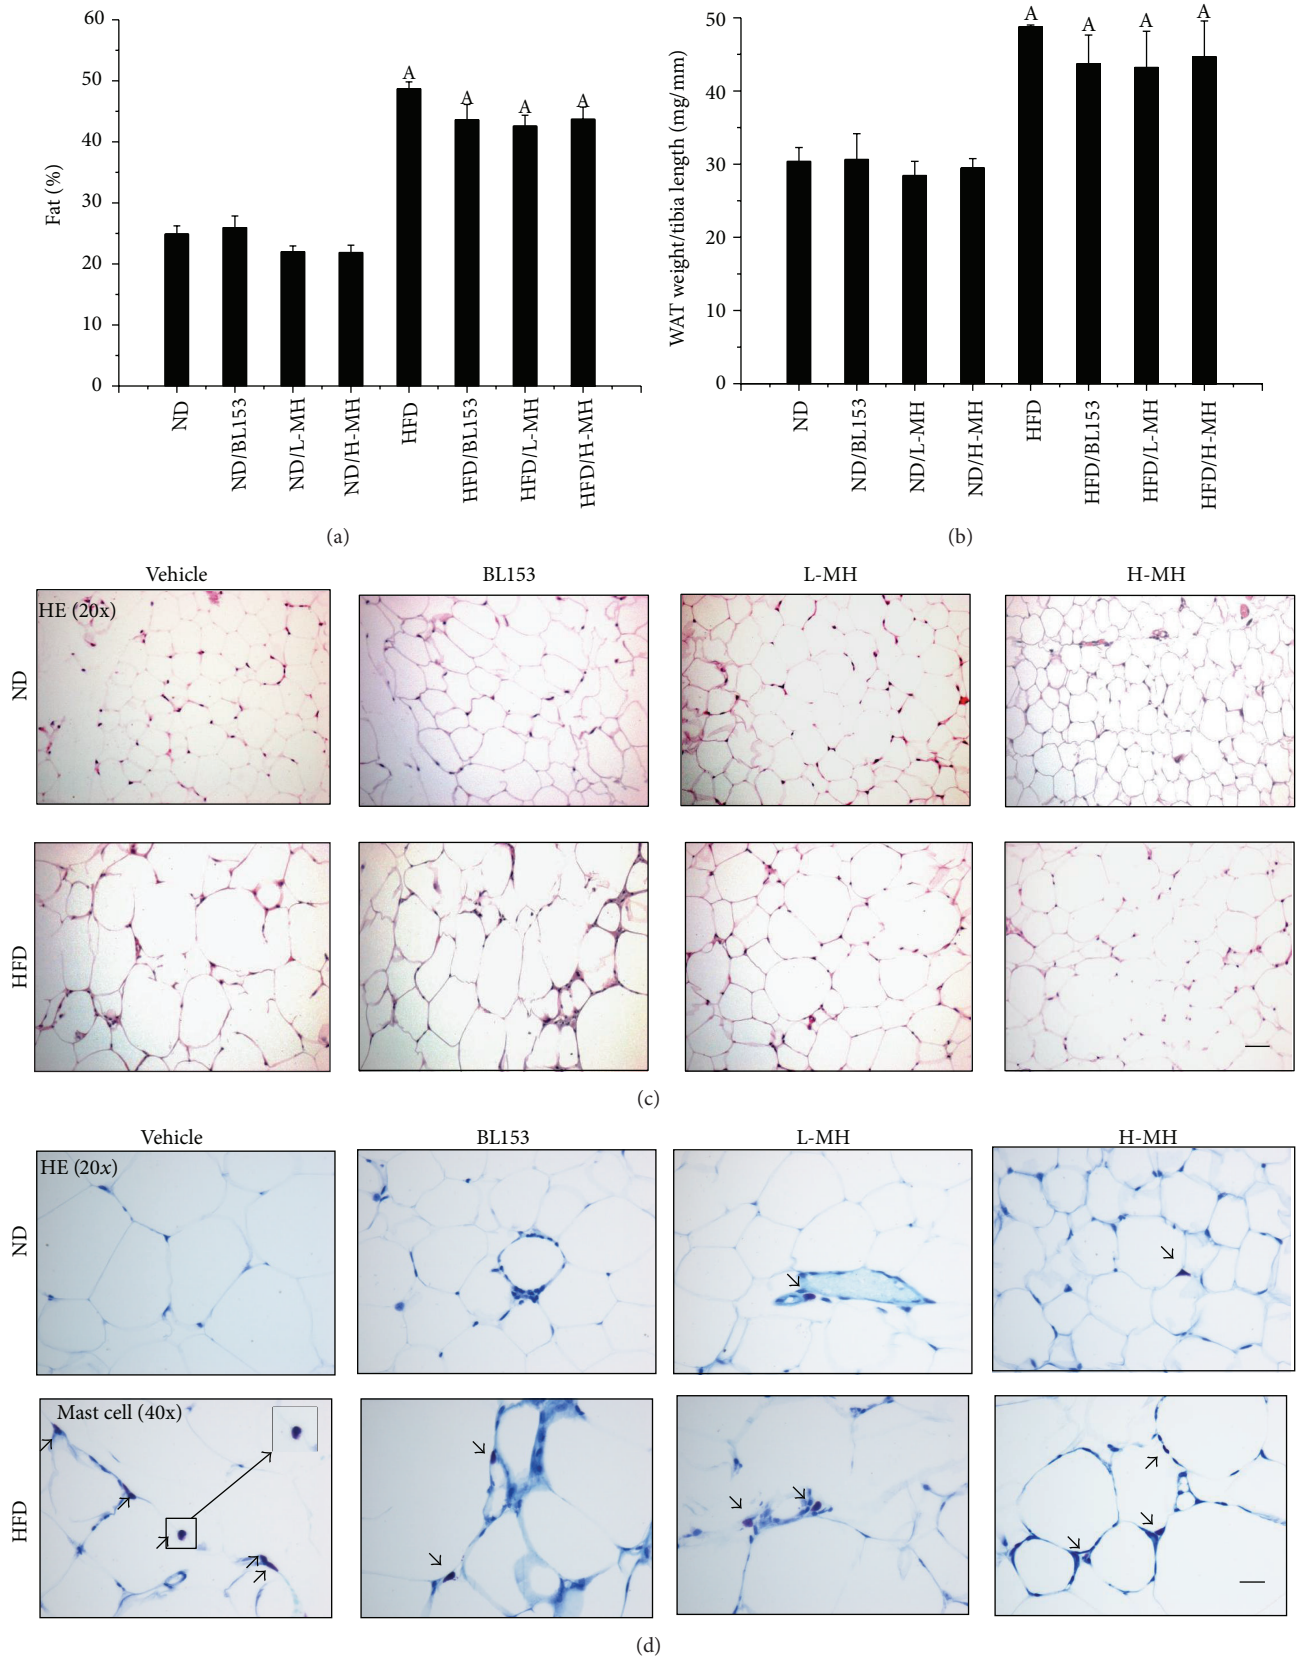 60
50
40
30
20
10
0
Fat (%)
A
A
A
A
ND
ND/BL153
ND/L-MH
ND/H-MH
HFD
HFD/BL153
HFD/L-MH
HFD/H-MH
(a)
50
40
30
20
10
0
WAT weight/tibia length (mg/mm)
A
A
A
A
ND
ND/BL153
ND/L-MH
ND/H-MH
HFD
HFD/BL153
HFD/L-MH
HFD/H-MH
(b)
Vehicle BL153 L-MH H-MH
HE (20x)
ND
HFD
(c)
Vehicle BL153 L-MH H-MH
HE (20x)
ND
Mast cell (40x)
HFD
(d)